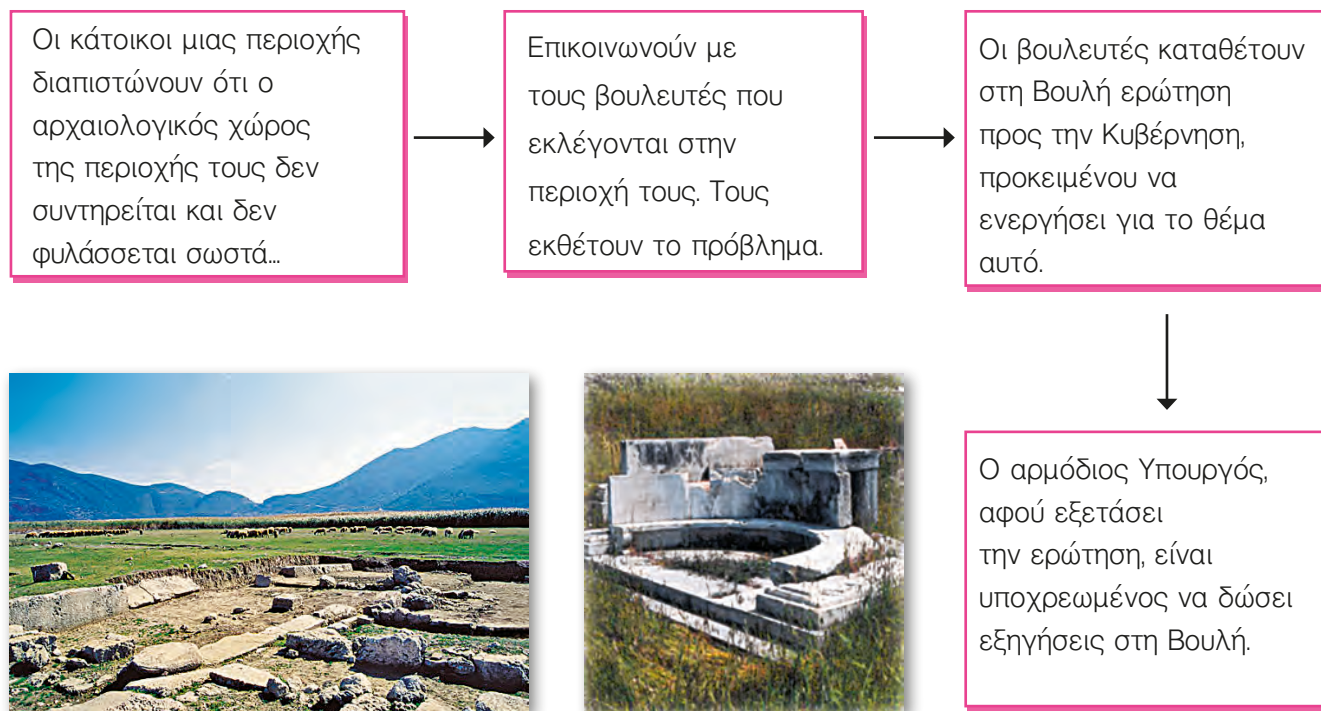 Οι κάτοικοι μιας περιοχής
διαπιστώνουν ότι ο
αρχαιολογικός χώρος
της περιοχής τους δεν
συντηρείται και δεν
φυλάσσεται σωστά...
Επικοινωνούν με
τους βουλευτές που
εκλέγονται στην
περιοχή τους. Τους
εκθέτουν το πρόβλημα.
Οι βουλευτές καταθέτουν
στη Βουλή ερώτηση
προς την Κυβέρνηση,
προκειμένου να
ενεργήσει για το θέμα
αυτό.
Ο αρμόδιος Υπουργός,
αφού εξετάσει
την ερώτηση, είναι
υποχρεωμένος να δώσει
εξηγήσεις στη Βουλή.